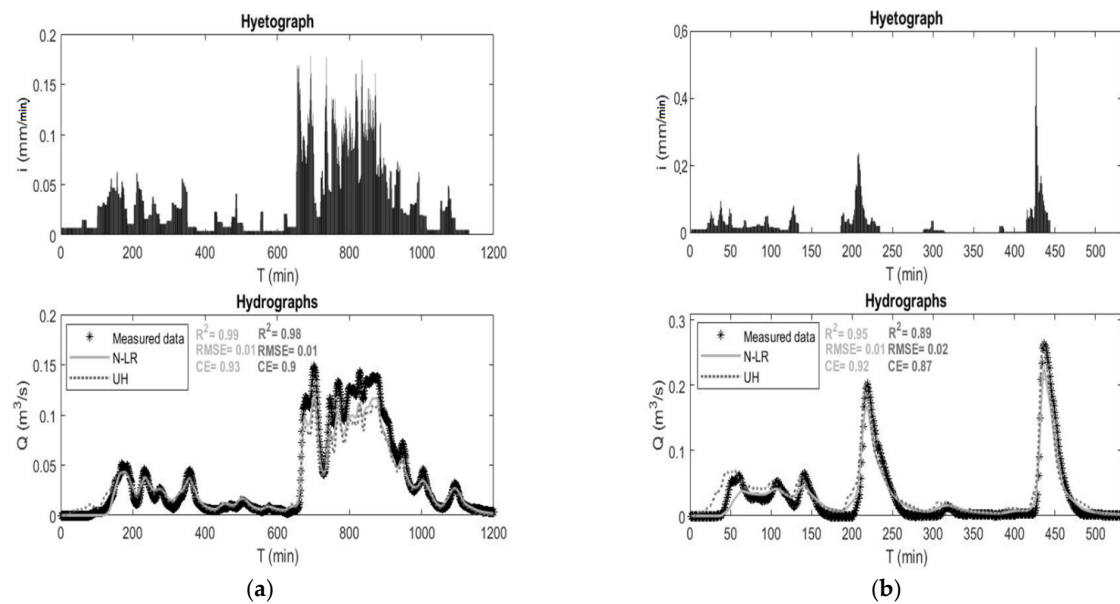 Hyetograph
0.2
0.15
0.1
0.05
0
i (mm/min)
0 200 400 600 800 1000 1200
T (min)
Hydrographs
0.2
0.15
0.1
0.05
0
Q (m³/s)
Measured data
N-LR
UH
R²= 0.99
RMSE= 0.01
CE= 0.93
R²= 0.98
RMSE= 0.01
CE= 0.9
0 200 400 600 800 1000 1200
T (min)
(a)
Hyetograph
0.6
0.4
0.2
0
i (mm/min)
0 50 100 150 200 250 300 350 400 450 500
T (min)
Hydrographs
0.3
0.2
0.1
0
Q (m³/s)
Measured data
N-LR
UH
R²= 0.95
RMSE= 0.01
CE= 0.92
R²= 0.89
RMSE= 0.02
CE= 0.87
0 50 100 150 200 250 300 350 400 450 500
T (min)
(b)